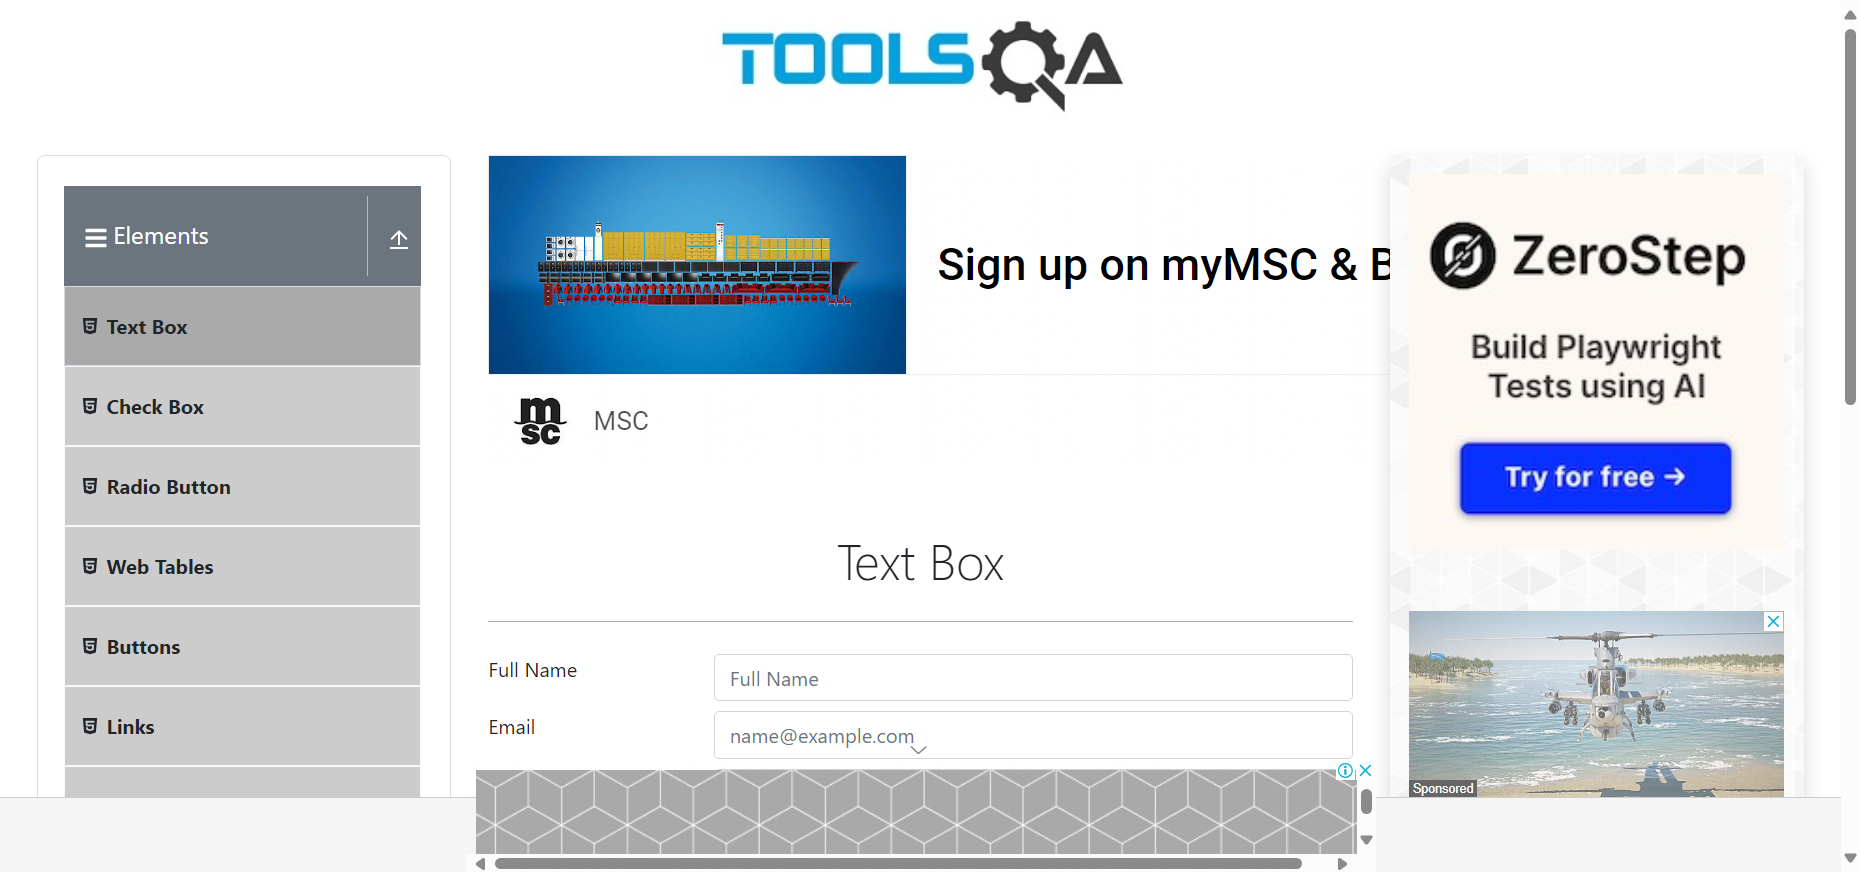 TOOLSQA
Elements
Text Box
Check Box
Radio Button
Web Tables
Buttons
Links
Sign up on myMSC & B
msc
MSC
Text Box
Full Name
Full Name
Email
name@example.com
ZeroStep
Build Playwright
Tests using AI
Try for free →
Sponsored